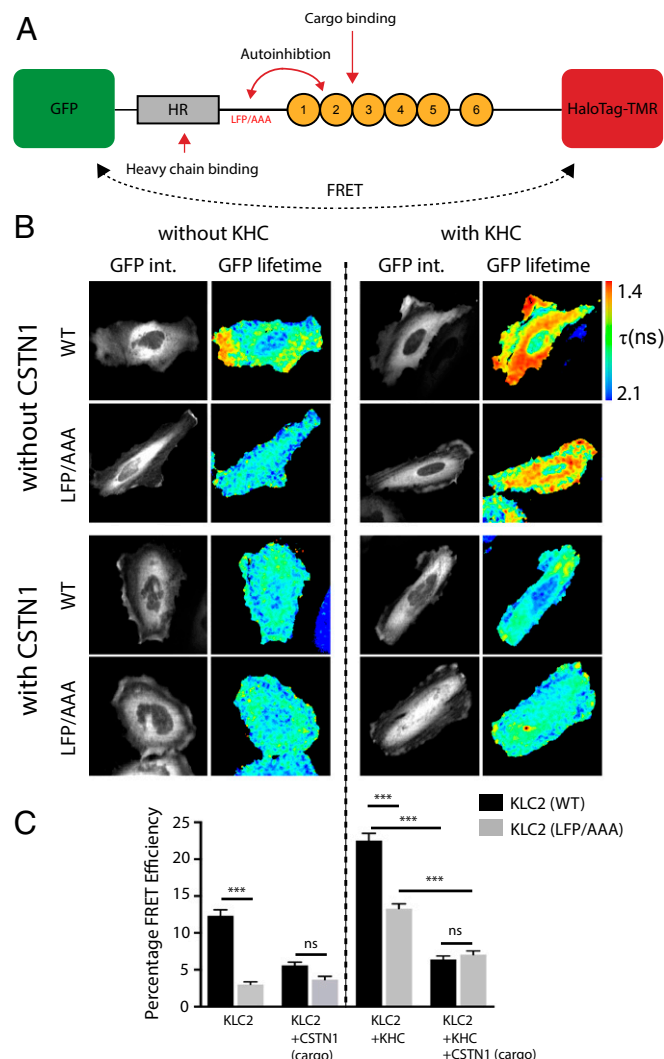 A
Cargo binding
Autoinhibtion
GFP
HR
LFP/AAA
1
2
3
4
5
6
HaloTag-TMR
Heavy chain binding
FRET
B
without KHC
with KHC
GFP int.
GFP lifetime
GFP int.
GFP lifetime
without CSTN1
WT
1.4
τ(ns)
2.1
LFP/AAA
with CSTN1
WT
LFP/AAA
C
KLC2 (WT)
KLC2 (LFP/AAA)
Percentage FRET Efficiency
25
20
15
10
5
0
***
ns
***
***
***
ns
KLC2
KLC2
+CSTN1
(cargo)
KLC2
+KHC
KLC2
+KHC
+CSTN1 (cargo)